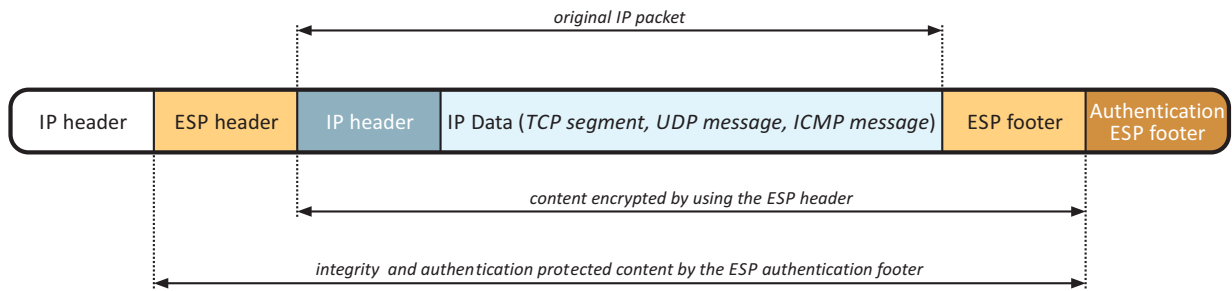 original IP packet
IP header
ESP header
IP header
IP Data (TCP segment, UDP message, ICMP message)
ESP footer
Authentication
ESP footer
content encrypted by using the ESP header
integrity and authentication protected content by the ESP authentication footer